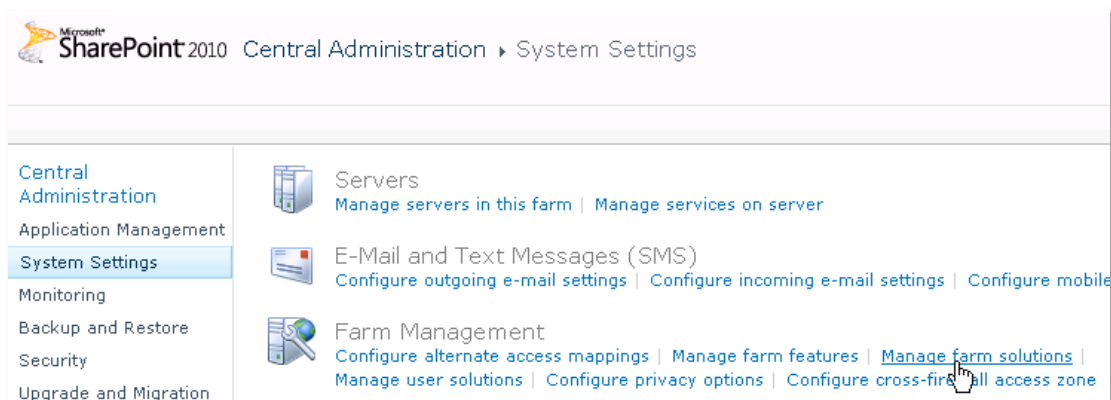 Microsoft®
SharePoint 2010 Central Administration ▸ System Settings
Central
Administration
Application Management
System Settings
Monitoring
Backup and Restore
Security
Upgrade and Migration
Servers
Manage servers in this farm | Manage services on server
E-Mail and Text Messages (SMS)
Configure outgoing e-mail settings | Configure incoming e-mail settings | Configure mobile
Farm Management
Configure alternate access mappings | Manage farm features | Manage farm solutions |
Manage user solutions | Configure privacy options | Configure cross-firewall access zone